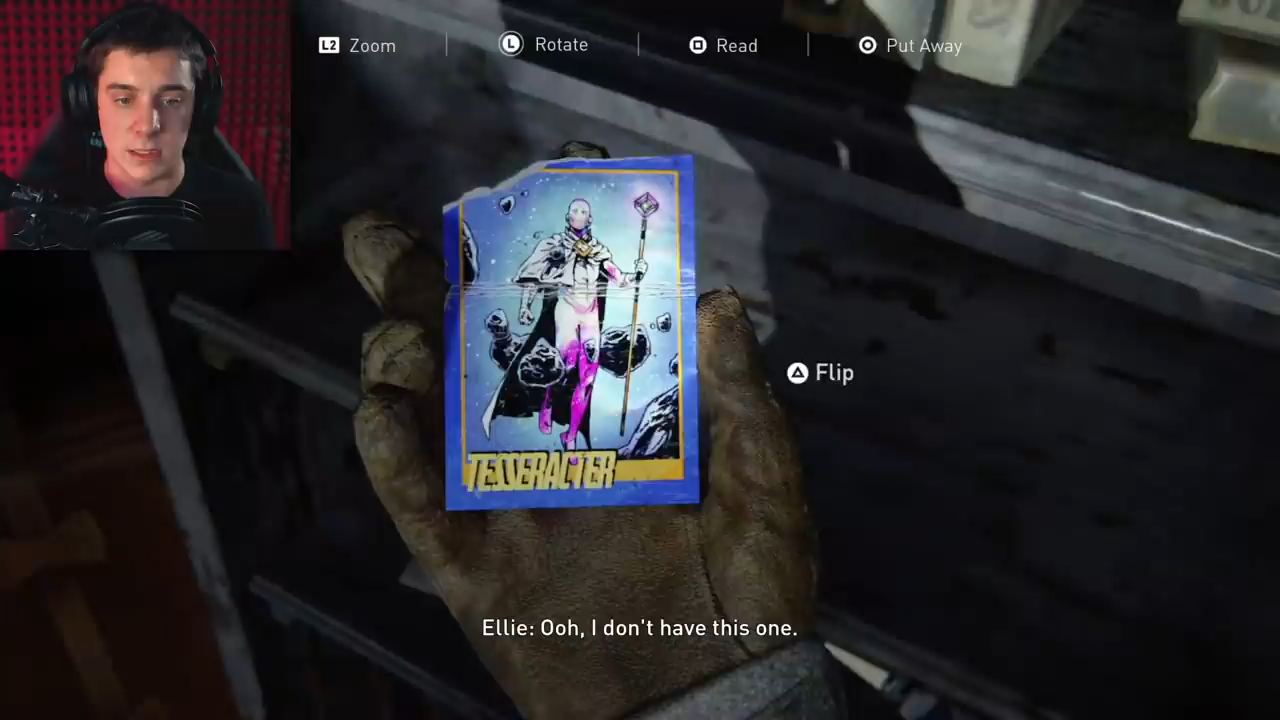 L2 Zoom
L Rotate
Read
Put Away
Flip
TESSERACTER
Ellie: Ooh, I don't have this one.